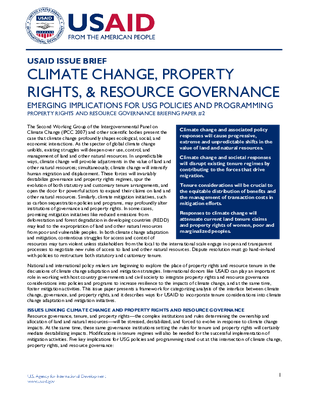 USAID
FROM THE AMERICAN PEOPLE
USAID ISSUE BRIEF
CLIMATE CHANGE, PROPERTY
RIGHTS, & RESOURCE GOVERNANCE
EMERGING IMPLICATIONS FOR USG POLICIES AND PROGRAMMING
PROPERTY RIGHTS AND RESOURCE GOVERNANCE BRIEFING PAPER #2
The Second Working Group of the Intergovernmental Panel on
Climate Change (IPCC 2007) and other scientific bodies present the
case that climate change profoundly shapes ecological, social, and
economic interactions. As the specter of global climate change
unfolds, existing struggles will deepen over use, control, and
management of land and other natural resources. In unpredictable
ways, climate change will provoke adjustments in the value of land and
other natural resources; simultaneously, climate change will intensify
human migration and displacement. These forces will invariably
destabilize governance and property rights regimes, spur the
evolution of both statutory and customary tenure arrangements, and
open the door for powerful actors to expand their claims on land and
other natural resources. Similarly, climate mitigation initiatives, such
as carbon sequestration policies and programs, may profoundly alter
institutions of governance and property rights. In some cases,
promising mitigation initiatives like reduced emissions from
deforestation and forest degradation in developing countries (REDD)
may lead to the expropriation of land and other natural resources
from poor and vulnerable peoples. In both climate change adaptation
and mitigation, contentious struggles for access and control of
resources may turn violent unless stakeholders from the local to the international scale engage in open and transparent
processes to negotiate new rules of access to land and other natural resources. Dispute resolution must go hand-in-hand
with policies to restructure both statutory and customary tenure.
Climate change and associated policy
responses will cause progressive,
extreme and unpredictable shifts in the
value of land and natural resources.
Climate change and societal responses
will disrupt existing tenure regimes by
contributing to the forces that drive
migration.
Tenure considerations will be crucial to
the equitable distribution of benefits and
the management of transaction costs in
mitigation efforts.
Responses to climate change will
attenuate current land tenure claims
and property rights of women, poor and
marginalized peoples.
National and international policy makers are beginning to explore the place of property rights and resource tenure in the
discussions of climate change adaptation and mitigation strategies. International donors like USAID can play an important
role in working with host country governments and civil society to integrate property rights and resource governance
considerations into policies and programs to increase resilience to the impacts of climate change, and at the same time,
foster mitigation activities. This issue paper presents a framework for categorizing analysis of the interface between climate
change, governance, and property rights, and it describes ways for USAID to incorporate tenure considerations into climate
change adaptation and mitigation initiatives.
ISSUES LINKING CLIMATE CHANGE AND PROPERTY RIGHTS AND RESOURCE GOVERNANCE
Resource governance, tenure, and property rights—the complex institutions and rules determining the ownership and
allocation of land and natural resources—will be stressed, destabilized, and forced to evolve in response to climate change
impacts. At the same time, these same governance institutions setting the rules for tenure and property rights will certainly
mediate destabilizing impacts. Modifications in tenure regimes will also be needed for the successful implementation of
mitigation activities. Five key implications for USG policies and programming stand out at this intersection of climate change,
property rights, and resource governance:
U.S. Agency for International Development
www.usaid.gov
1